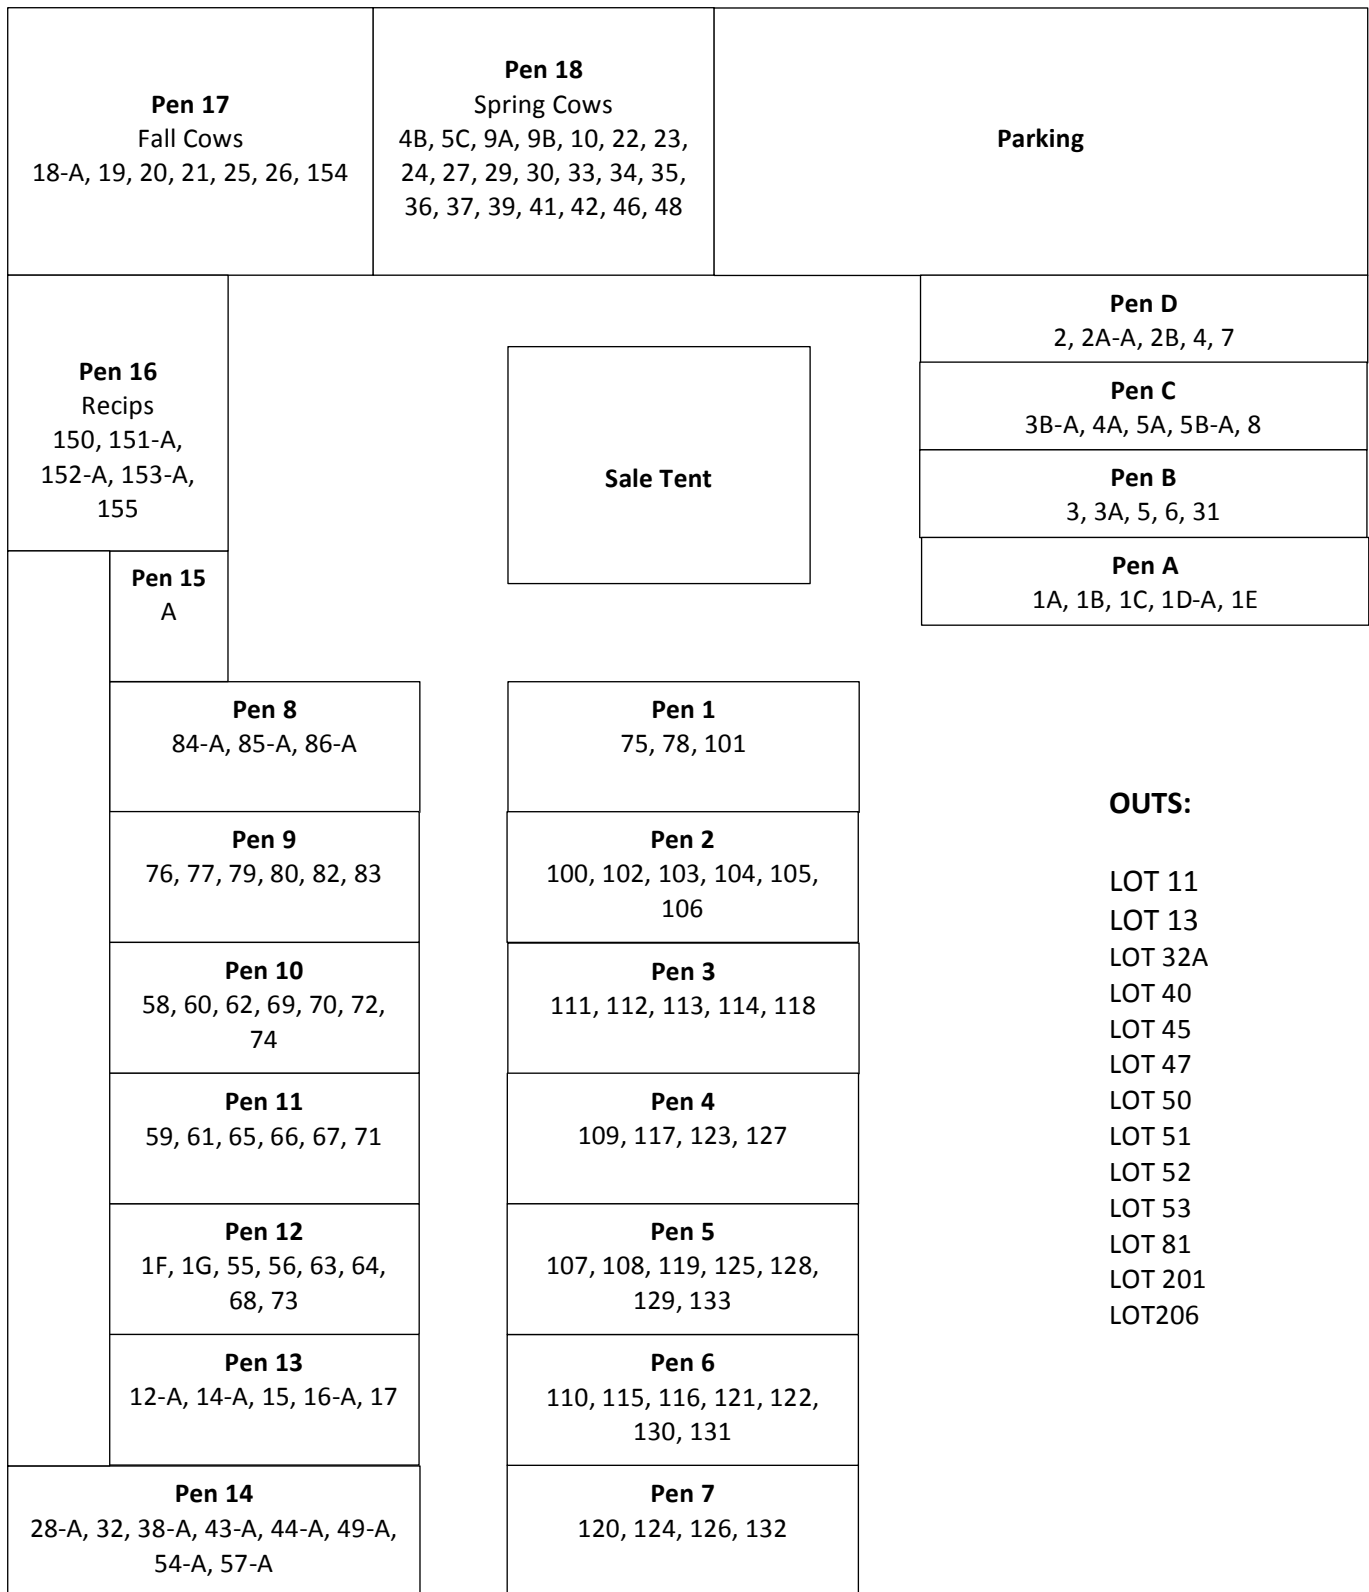 Pen 17
Fall Cows
18-A, 19, 20, 21, 25, 26, 154
Pen 18
Spring Cows
4B, 5C, 9A, 9B, 10, 22, 23,
24, 27, 29, 30, 33, 34, 35,
36, 37, 39, 41, 42, 46, 48
Parking
Pen D
2, 2A-A, 2B, 4, 7
Pen C
3B-A, 4A, 5A, 5B-A, 8
Pen B
3, 3A, 5, 6, 31
Pen A
1A, 1B, 1C, 1D-A, 1E
Pen 16
Recips
150, 151-A,
152-A, 153-A,
155
Sale Tent
Pen 15
A
Pen 8
84-A, 85-A, 86-A
Pen 9
76, 77, 79, 80, 82, 83
Pen 10
58, 60, 62, 69, 70, 72,
74
Pen 11
59, 61, 65, 66, 67, 71
Pen 12
1F, 1G, 55, 56, 63, 64,
68, 73
Pen 13
12-A, 14-A, 15, 16-A, 17
Pen 14
28-A, 32, 38-A, 43-A, 44-A, 49-A,
54-A, 57-A
Pen 1
75, 78, 101
Pen 2
100, 102, 103, 104, 105,
106
Pen 3
111, 112, 113, 114, 118
Pen 4
109, 117, 123, 127
Pen 5
107, 108, 119, 125, 128,
129, 133
Pen 6
110, 115, 116, 121, 122,
130, 131
Pen 7
120, 124, 126, 132
OUTS:
LOT 11
LOT 13
LOT 32A
LOT 40
LOT 45
LOT 47
LOT 50
LOT 51
LOT 52
LOT 53
LOT 81
LOT 201
LOT206